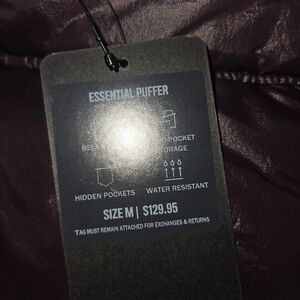 ESSENTIAL PUFFER
POCKET
HIDDEN POCKETS
WATER RESISTANT
SIZE M | $129.95
TAG MUST REMAIN ATTACHED FOR EXCHANGES & RETURNS